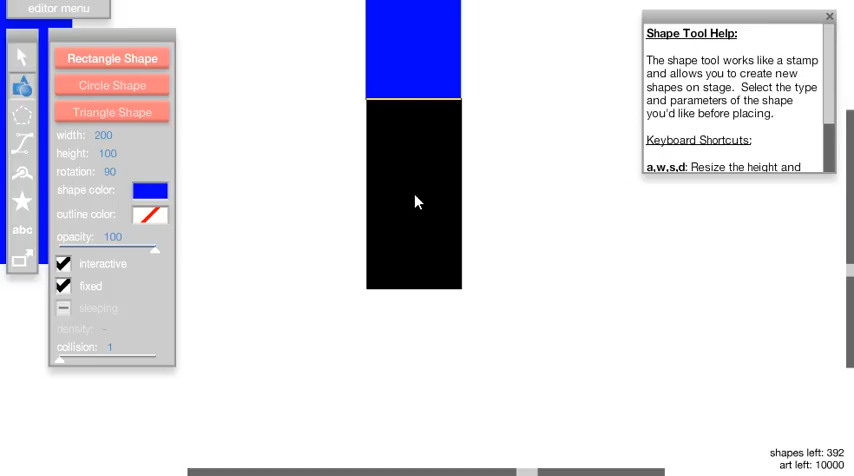 editor menu
Rectangle Shape
Circle Shape
Triangle Shape
width: 200
height: 100
rotation: 90
shape color:
outline color:
opacity: 100
interactive
fixed
sleeping
density: -
collision: 1
abc
Shape Tool Help:
The shape tool works like a stamp
and allows you to create new
shapes on stage. Select the type
and parameters of the shape
you'd like before placing.
Keyboard Shortcuts:
a,w,s,d: Resize the height and
shapes left: 392
art left: 10000